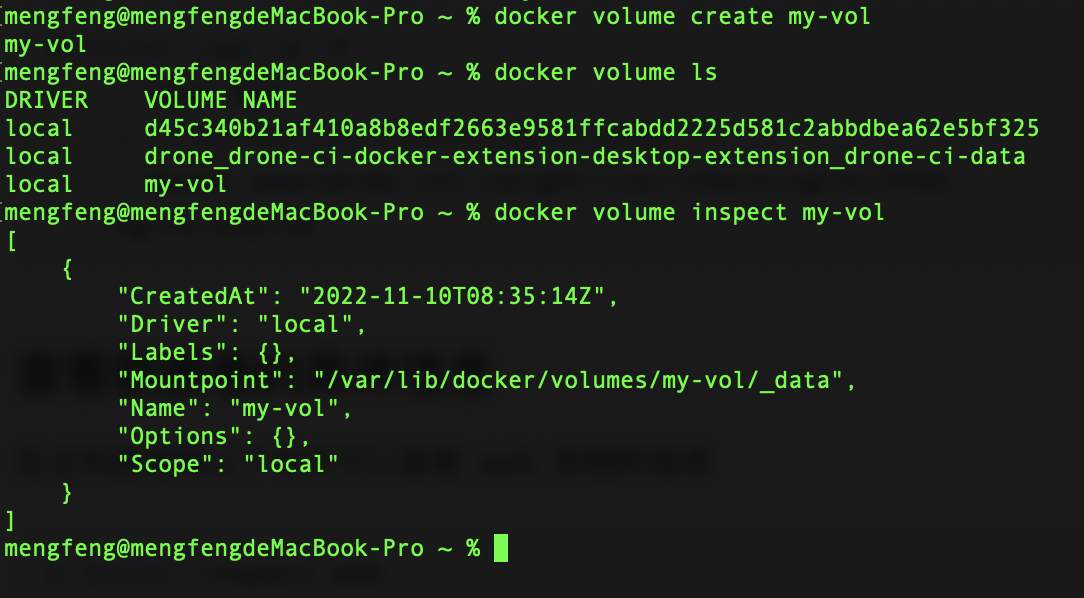 mengfeng@mengfengdeMacBook-Pro ~ % docker volume create my-vol
my-vol
mengfeng@mengfengdeMacBook-Pro ~ % docker volume ls
DRIVER    VOLUME NAME
local     d45c340b21af410a8b8edf2663e9581ffcabdd2225d581c2abbdbea62e5bf325
local     drone_drone-ci-docker-extension-desktop-extension_drone-ci-data
local     my-vol
mengfeng@mengfengdeMacBook-Pro ~ % docker volume inspect my-vol
[
    {
        "CreatedAt": "2022-11-10T08:35:14Z",
        "Driver": "local",
        "Labels": {},
        "Mountpoint": "/var/lib/docker/volumes/my-vol/_data",
        "Name": "my-vol",
        "Options": {},
        "Scope": "local"
    }
]
mengfeng@mengfengdeMacBook-Pro ~ %